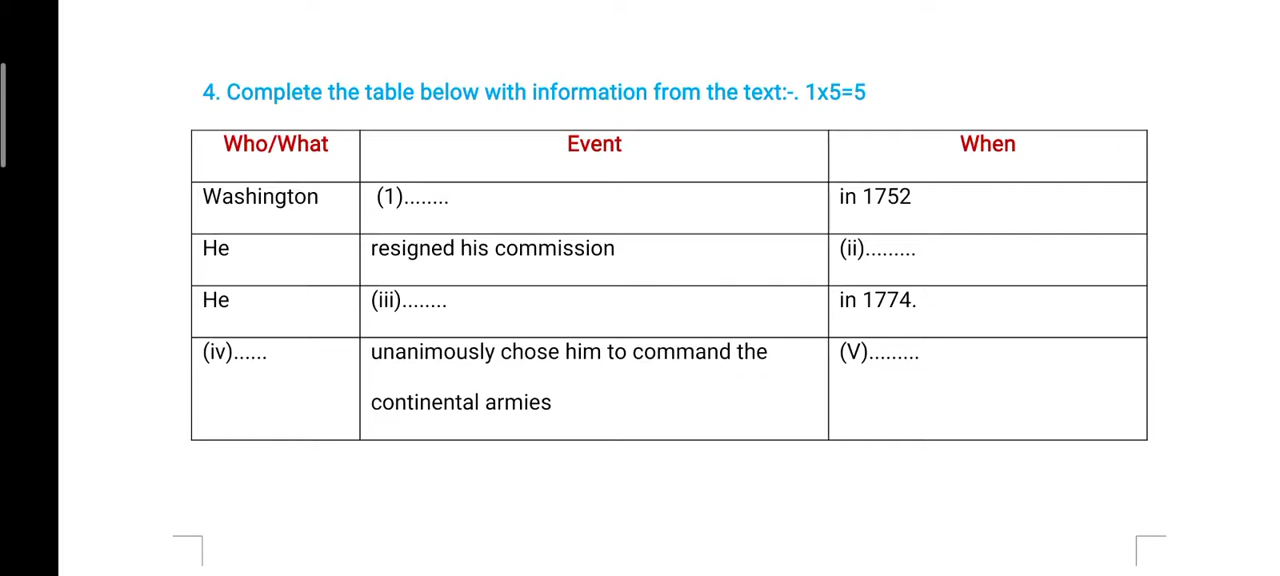 4. Complete the table below with information from the text:-. 1x5=5
Who/What Event When
Washington (1)........ in 1752
He resigned his commission (ii).........
He (iii)........ in 1774.
(iv)...... unanimously chose him to command the (V).........
continental armies